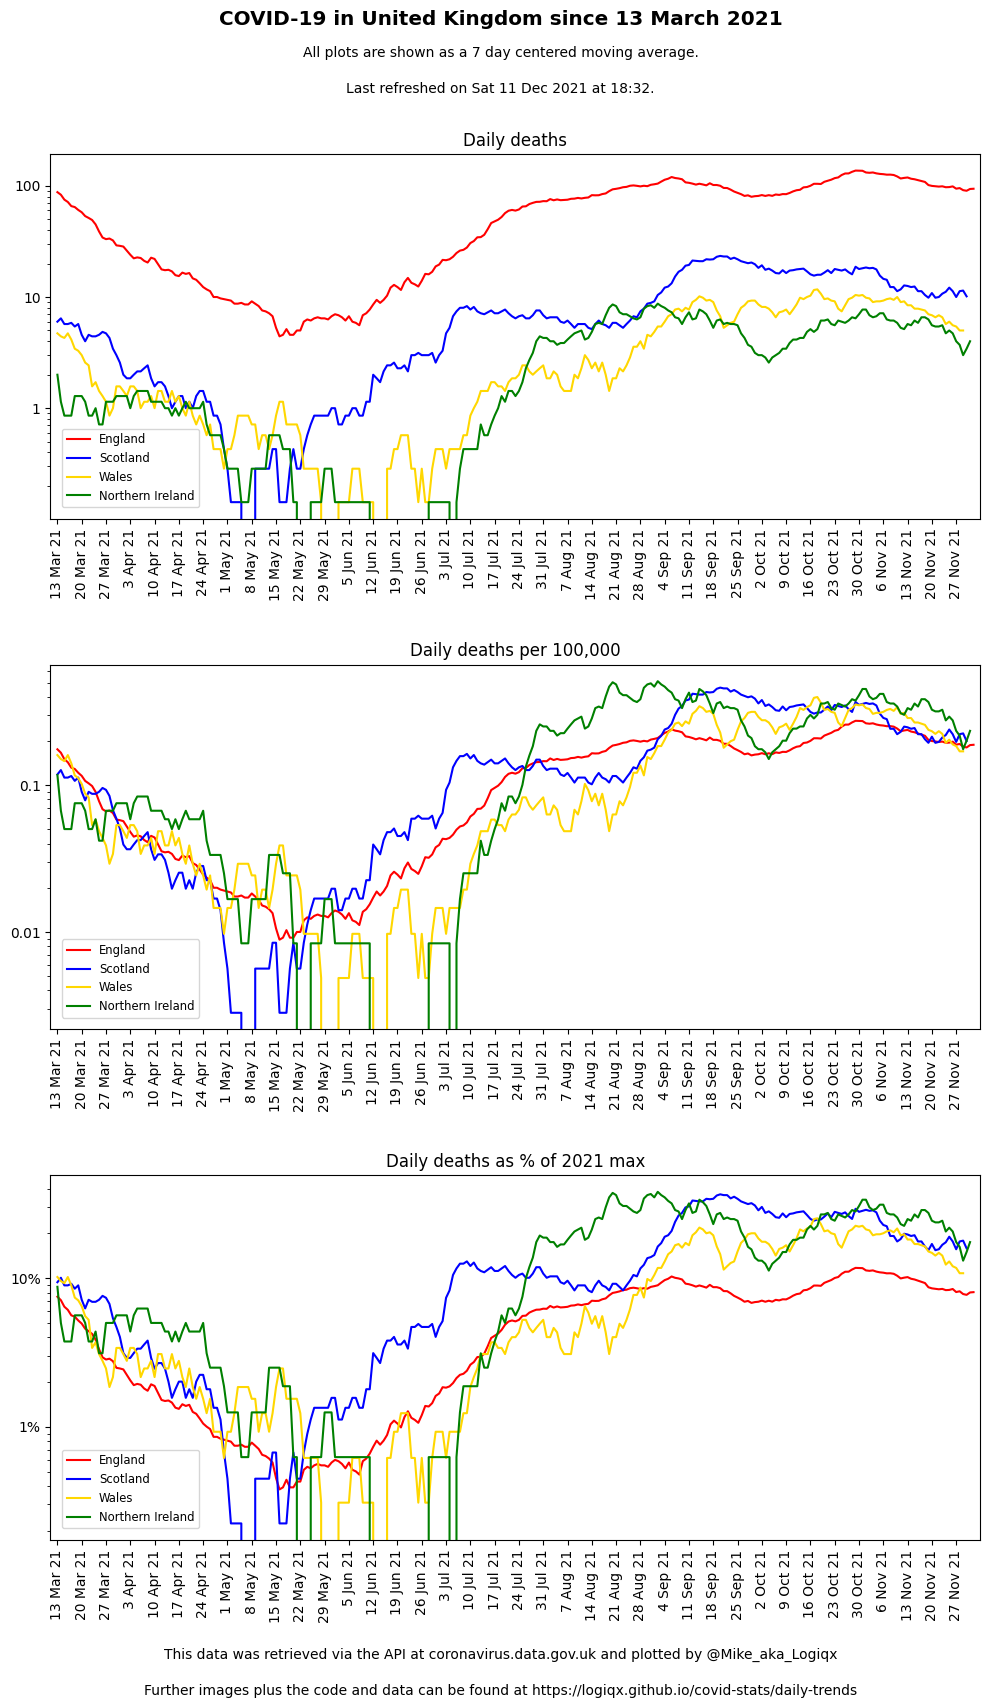 COVID-19 in United Kingdom since 13 March 2021
All plots are shown as a 7 day centered moving average.
Last refreshed on Sat 11 Dec 2021 at 18:32.
Daily deaths
100
10
1
England
Scotland
Wales
Northern Ireland
13 Mar 21
20 Mar 21
27 Mar 21
3 Apr 21
10 Apr 21
17 Apr 21
24 Apr 21
1 May 21
8 May 21
15 May 21
22 May 21
29 May 21
5 Jun 21
12 Jun 21
19 Jun 21
26 Jun 21
3 Jul 21
10 Jul 21
17 Jul 21
24 Jul 21
31 Jul 21
7 Aug 21
14 Aug 21
21 Aug 21
28 Aug 21
4 Sep 21
11 Sep 21
18 Sep 21
25 Sep 21
2 Oct 21
9 Oct 21
16 Oct 21
23 Oct 21
30 Oct 21
6 Nov 21
13 Nov 21
20 Nov 21
27 Nov 21
Daily deaths per 100,000
0.1
0.01
England
Scotland
Wales
Northern Ireland
13 Mar 21
20 Mar 21
27 Mar 21
3 Apr 21
10 Apr 21
17 Apr 21
24 Apr 21
1 May 21
8 May 21
15 May 21
22 May 21
29 May 21
5 Jun 21
12 Jun 21
19 Jun 21
26 Jun 21
3 Jul 21
10 Jul 21
17 Jul 21
24 Jul 21
31 Jul 21
7 Aug 21
14 Aug 21
21 Aug 21
28 Aug 21
4 Sep 21
11 Sep 21
18 Sep 21
25 Sep 21
2 Oct 21
9 Oct 21
16 Oct 21
23 Oct 21
30 Oct 21
6 Nov 21
13 Nov 21
20 Nov 21
27 Nov 21
Daily deaths as % of 2021 max
10%
1%
England
Scotland
Wales
Northern Ireland
13 Mar 21
20 Mar 21
27 Mar 21
3 Apr 21
10 Apr 21
17 Apr 21
24 Apr 21
1 May 21
8 May 21
15 May 21
22 May 21
29 May 21
5 Jun 21
12 Jun 21
19 Jun 21
26 Jun 21
3 Jul 21
10 Jul 21
17 Jul 21
24 Jul 21
31 Jul 21
7 Aug 21
14 Aug 21
21 Aug 21
28 Aug 21
4 Sep 21
11 Sep 21
18 Sep 21
25 Sep 21
2 Oct 21
9 Oct 21
16 Oct 21
23 Oct 21
30 Oct 21
6 Nov 21
13 Nov 21
20 Nov 21
27 Nov 21
This data was retrieved via the API at coronavirus.data.gov.uk and plotted by @Mike_aka_Logiqx
Further images plus the code and data can be found at https://logiqx.github.io/covid-stats/daily-trends